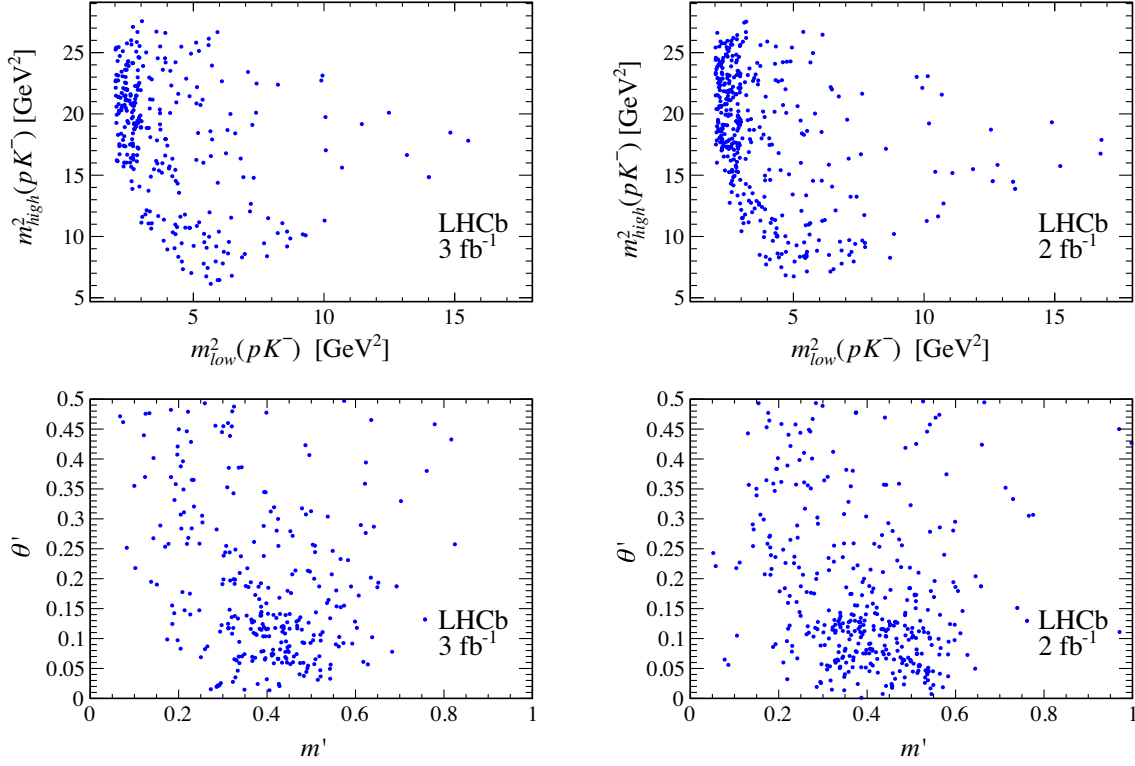 25
20
15
10
5
m²high(pK⁻) [GeV²]
LHCb
3 fb⁻¹
5 10 15
m²low(pK⁻) [GeV²]
25
20
15
10
5
m²high(pK⁻) [GeV²]
LHCb
2 fb⁻¹
5 10 15
m²low(pK⁻) [GeV²]
0.5
0.45
0.4
0.35
0.3
0.25
0.2
0.15
0.1
0.05
0
θ'
LHCb
3 fb⁻¹
0 0.2 0.4 0.6 0.8 1
m'
0.5
0.45
0.4
0.35
0.3
0.25
0.2
0.15
0.1
0.05
0
θ'
LHCb
2 fb⁻¹
0 0.2 0.4 0.6 0.8 1
m'